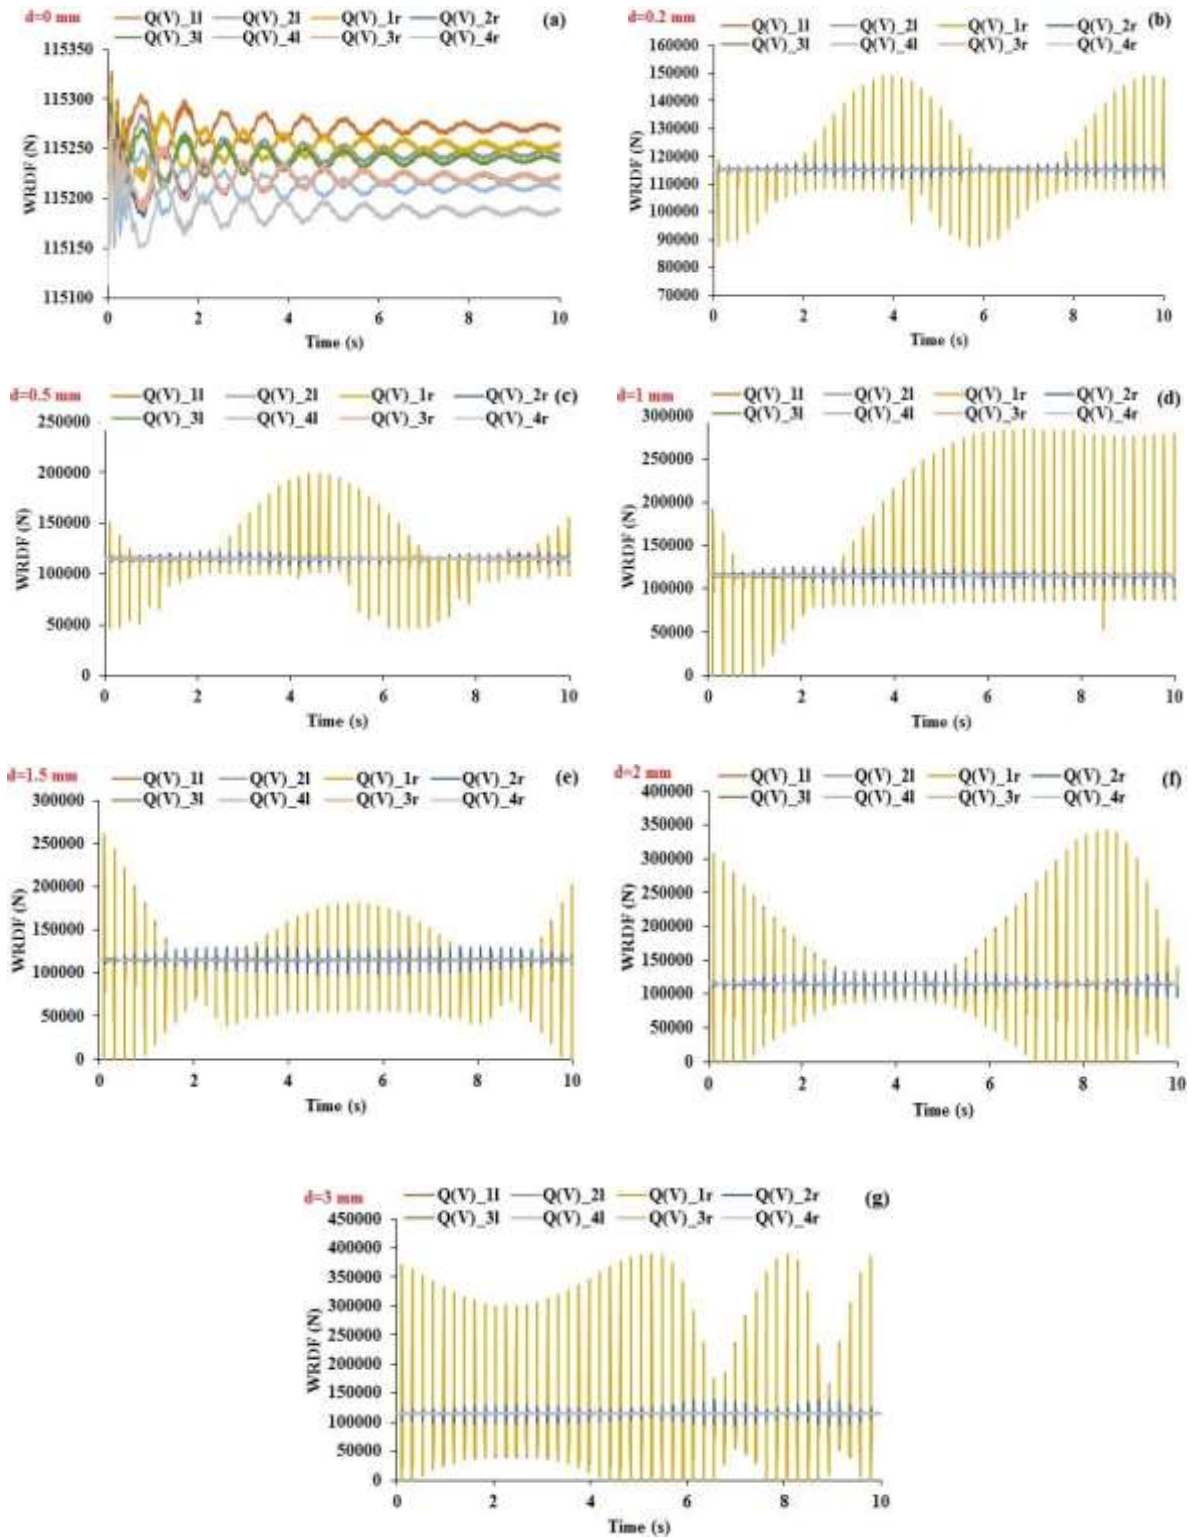 d=0 mm Q(V)_1l Q(V)_2l Q(V)_1r Q(V)_2r (a)
Q(V)_3l Q(V)_4l Q(V)_3r Q(V)_4r
115350
115300
115250
115200
115150
115100
WRDF (N)
0 2 4 6 8 10
Time (s)
d=0.2 mm Q(V)_1l Q(V)_2l Q(V)_1r Q(V)_2r (b)
Q(V)_3l Q(V)_4l Q(V)_3r Q(V)_4r
160000
150000
140000
130000
120000
110000
100000
90000
80000
70000
WRDF (N)
0 2 4 6 8 10
Time (s)
d=0.5 mm Q(V)_1l Q(V)_2l Q(V)_1r Q(V)_2r (c)
Q(V)_3l Q(V)_4l Q(V)_3r Q(V)_4r
250000
200000
150000
100000
50000
0
WRDF (N)
0 2 4 6 8 10
Time (s)
d=1 mm Q(V)_1l Q(V)_2l Q(V)_1r Q(V)_2r (d)
Q(V)_3l Q(V)_4l Q(V)_3r Q(V)_4r
300000
250000
200000
150000
100000
50000
0
WRDF (N)
0 2 4 6 8 10
Time (s)
d=1.5 mm Q(V)_1l Q(V)_2l Q(V)_1r Q(V)_2r (e)
Q(V)_3l Q(V)_4l Q(V)_3r Q(V)_4r
300000
250000
200000
150000
100000
50000
0
WRDF (N)
0 2 4 6 8 10
Time (s)
d=2 mm Q(V)_1l Q(V)_2l Q(V)_1r Q(V)_2r (f)
Q(V)_3l Q(V)_4l Q(V)_3r Q(V)_4r
400000
350000
300000
250000
200000
150000
100000
50000
0
WRDF (N)
0 2 4 6 8 10
Time (s)
d=3 mm Q(V)_1l Q(V)_2l Q(V)_1r Q(V)_2r (g)
Q(V)_3l Q(V)_4l Q(V)_3r Q(V)_4r
450000
400000
350000
300000
250000
200000
150000
100000
50000
0
WRDF (N)
0 2 4 6 8 10
Time (s)